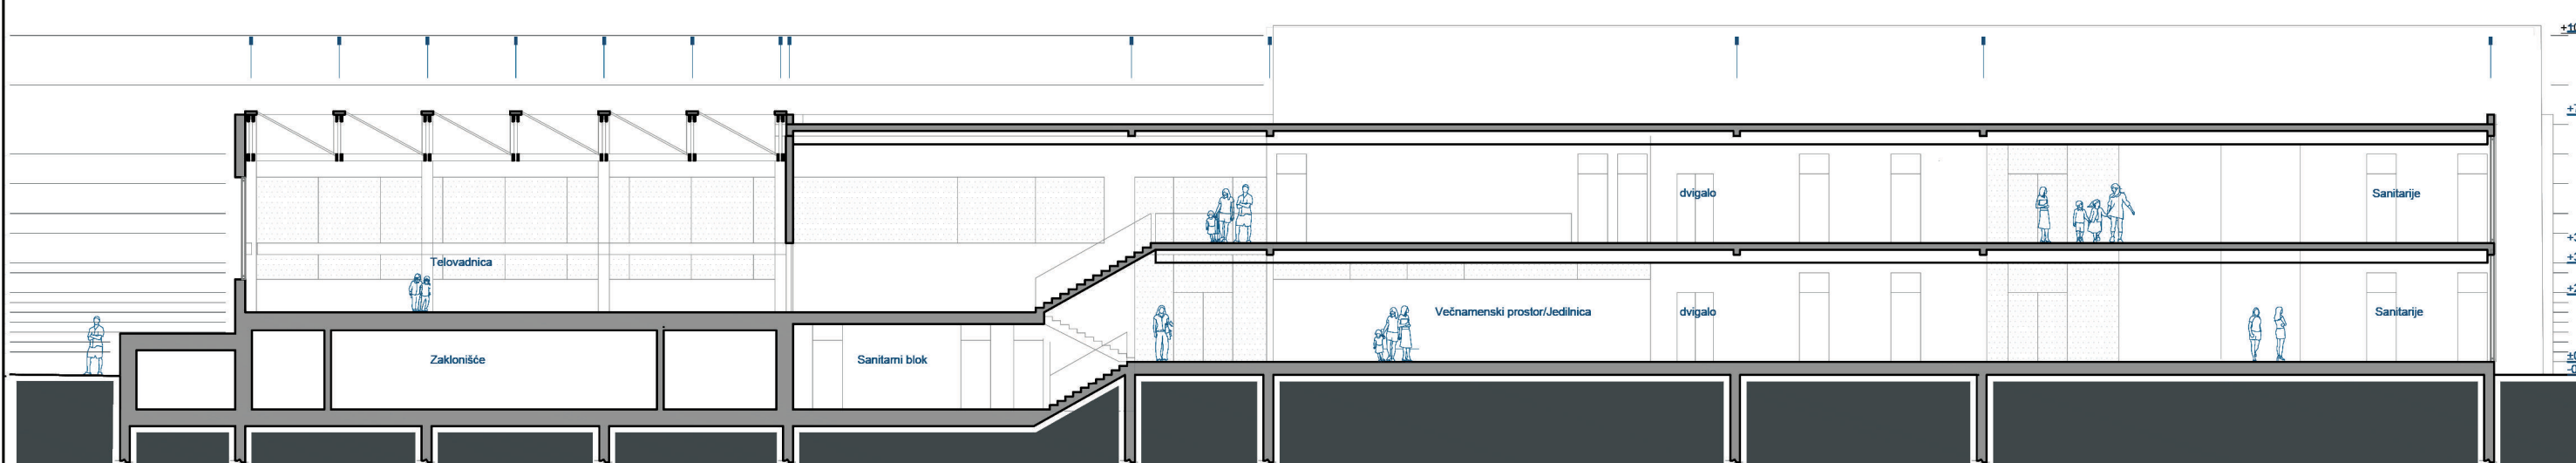 dvigalo
Sanitarije
Telovadnica
Večnamenski prostor/Jedilnica
dvigalo
Sanitarije
Zaklonišče
Sanitarni blok